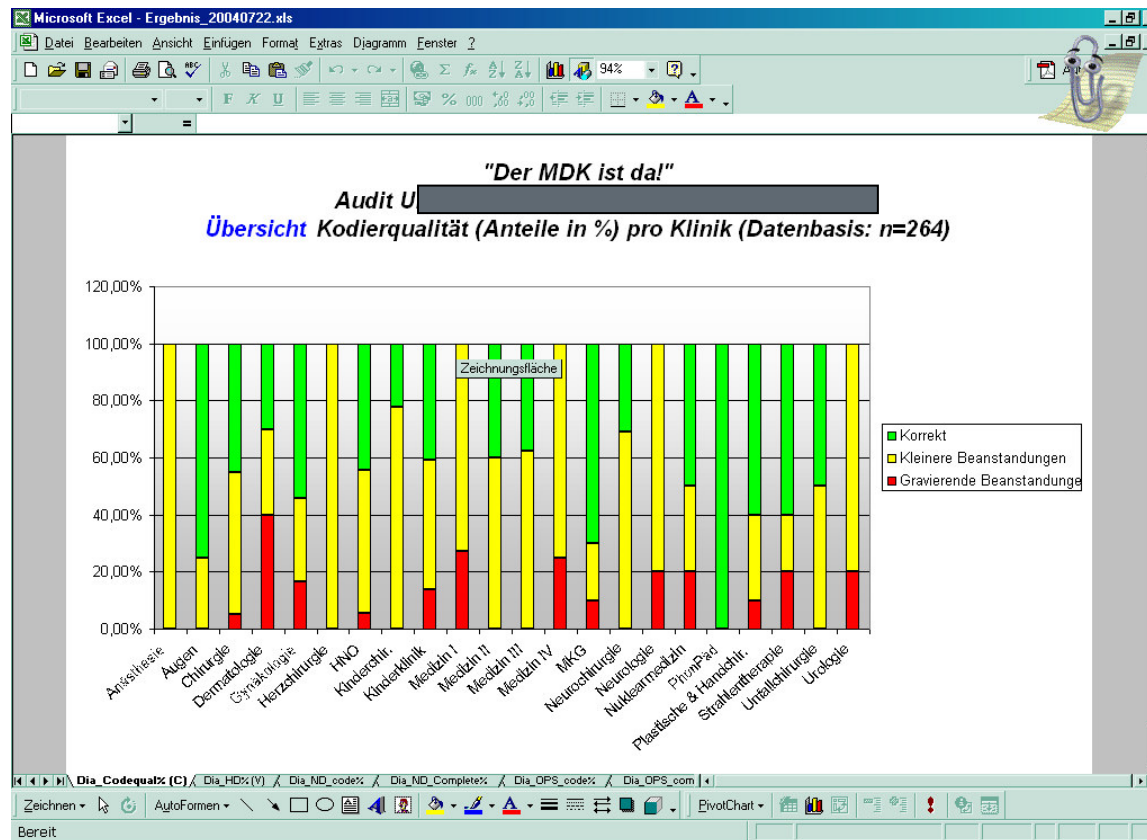 Microsoft Excel - Ergebnis_20040722.xls
Datei Bearbeiten Ansicht Einfügen Format Extras Diagramm Fenster ?
94%
F K U
% 000
=
"Der MDK ist da!"
Audit U
Übersicht Kodierqualität (Anteile in %) pro Klinik (Datenbasis: n=264)
120,00%
100,00%
80,00%
60,00%
40,00%
20,00%
0,00%
Zeichnungsfläche
Korrekt
Kleinere Beanstandungen
Gravierende Beanstandunge
Anästhesie
Augen
Chirurgie
Dermatologie
Gynäkologie
Herzchirurgie
HNO
Kinderchir.
Kinderklinik
Medizin I
Medizin II
Medizin III
Medizin IV
MKG
Neurochirurgie
Neurologie
Nuklearmedizin
PhonPäd
Plastische & Handchir.
Strahlentherapie
Unfallchirurgie
Urologie
Dia_Codequal% (C) Dia_HD% (V) Dia_ND_code% Dia_ND_Complete% Dia_OPS_code% Dia_OPS_com
Zeichnen AutoFormen PivotChart
Bereit